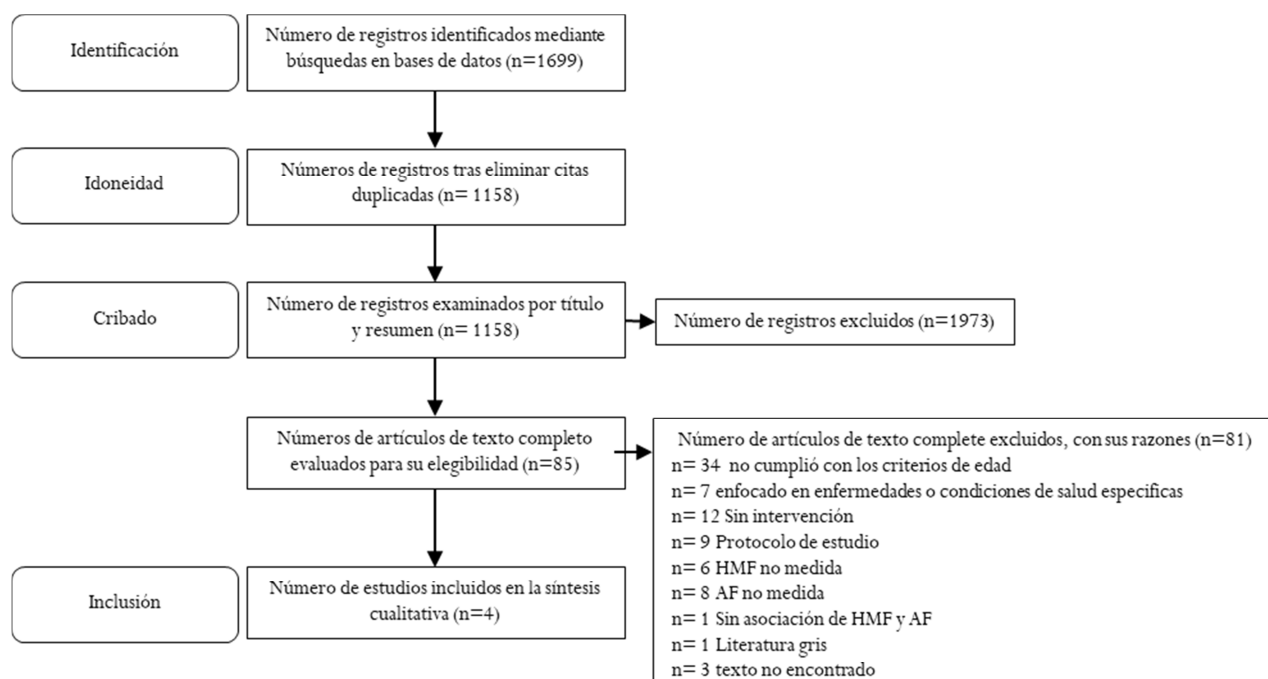 Identificación
Número de registros identificados mediante
búsquedas en bases de datos (n=1699)
Idoneidad
Números de registros tras eliminar citas
duplicadas (n= 1158)
Cribado
Número de registros examinados por título
y resumen (n= 1158)
Número de registros excluidos (n=1973)
Números de artículos de texto completo
evaluados para su elegibilidad (n=85)
Número de artículos de texto complete excluidos, con sus razones (n=81)
n= 34 no cumplió con los criterios de edad
n= 7 enfocado en enfermedades o condiciones de salud especificas
n= 12 Sin intervención
n= 9 Protocolo de estudio
n= 6 HMF no medida
n= 8 AF no medida
n= 1 Sin asociación de HMF y AF
n= 1 Literatura gris
n= 3 texto no encontrado
Inclusión
Número de estudios incluidos en la síntesis
cualitativa (n=4)